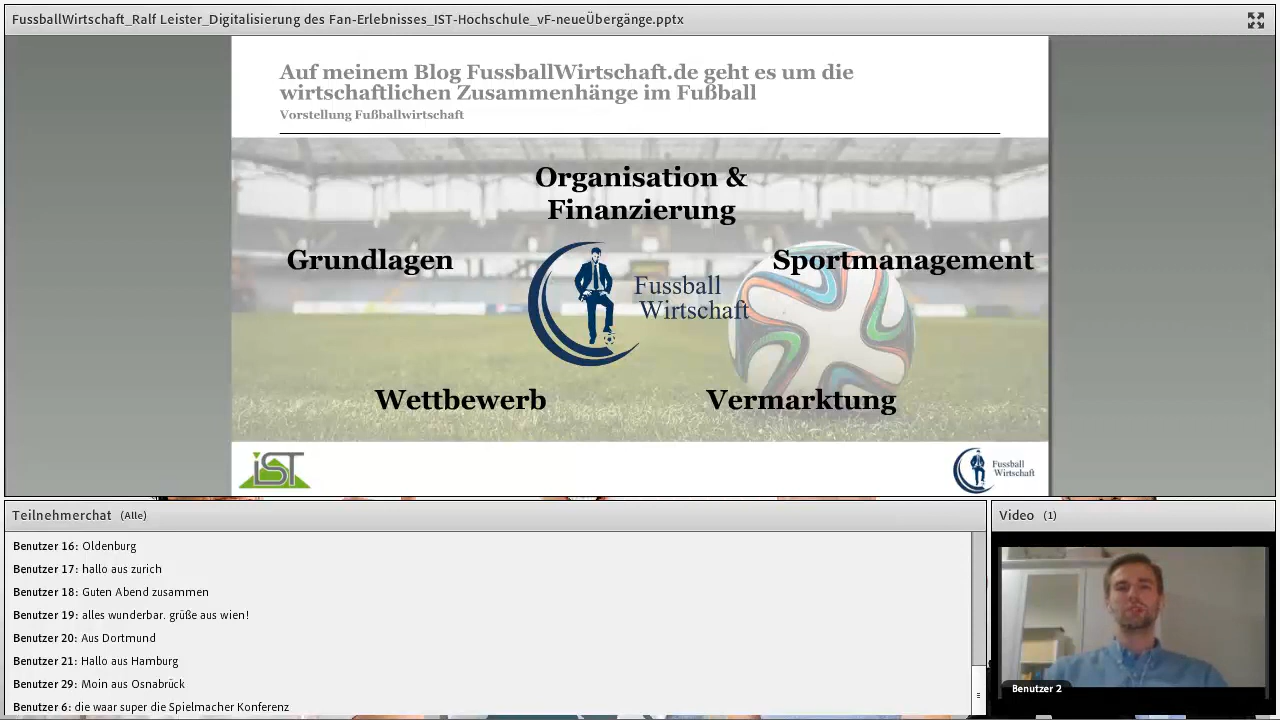 FussballWirtschaft_Ralf Leister_Digitalisierung des Fan-Erlebnisses_IST-Hochschule_vF-neueÜbergänge.pptx
Auf meinem Blog FussballWirtschaft.de geht es um die
wirtschaftlichen Zusammenhänge im Fußball
Vorstellung Fußballwirtschaft
Organisation &
Finanzierung
Grundlagen
Sportmanagement
Fussball
Wirtschaft
Wettbewerb
Vermarktung
iST
Fussball
Wirtschaft
Teilnehmerchat (Alle)
Benutzer 16: Oldenburg
Benutzer 17: hallo aus zurich
Benutzer 18: Guten Abend zusammen
Benutzer 19: alles wunderbar. grüße aus wien!
Benutzer 20: Aus Dortmund
Benutzer 21: Hallo aus Hamburg
Benutzer 29: Moin aus Osnabrück
Benutzer 6: die waar super die Spielmacher Konferenz
Video (1)
Benutzer 2